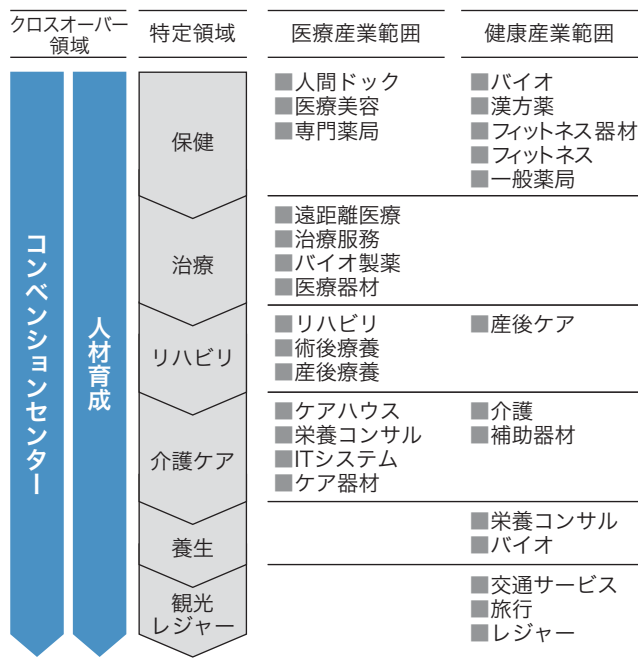 クロスオーバー
領域
特定領域
医療産業範囲
健康産業範囲
コンベンションセンター
人材育成
保健
■人間ドック
■医療美容
■専門薬局
■バイオ
■漢方薬
■フィットネス器材
■フィットネス
■一般薬局
治療
■遠距離医療
■治療服務
■バイオ製薬
■医療器材
リハビリ
■リハビリ
■術後療養
■産後療養
■産後ケア
介護ケア
■ケアハウス
■栄養コンサル
■ITシステム
■ケア器材
■介護
■補助器材
養生
■栄養コンサル
■バイオ
観光
レジャー
■交通サービス
■旅行
■レジャー